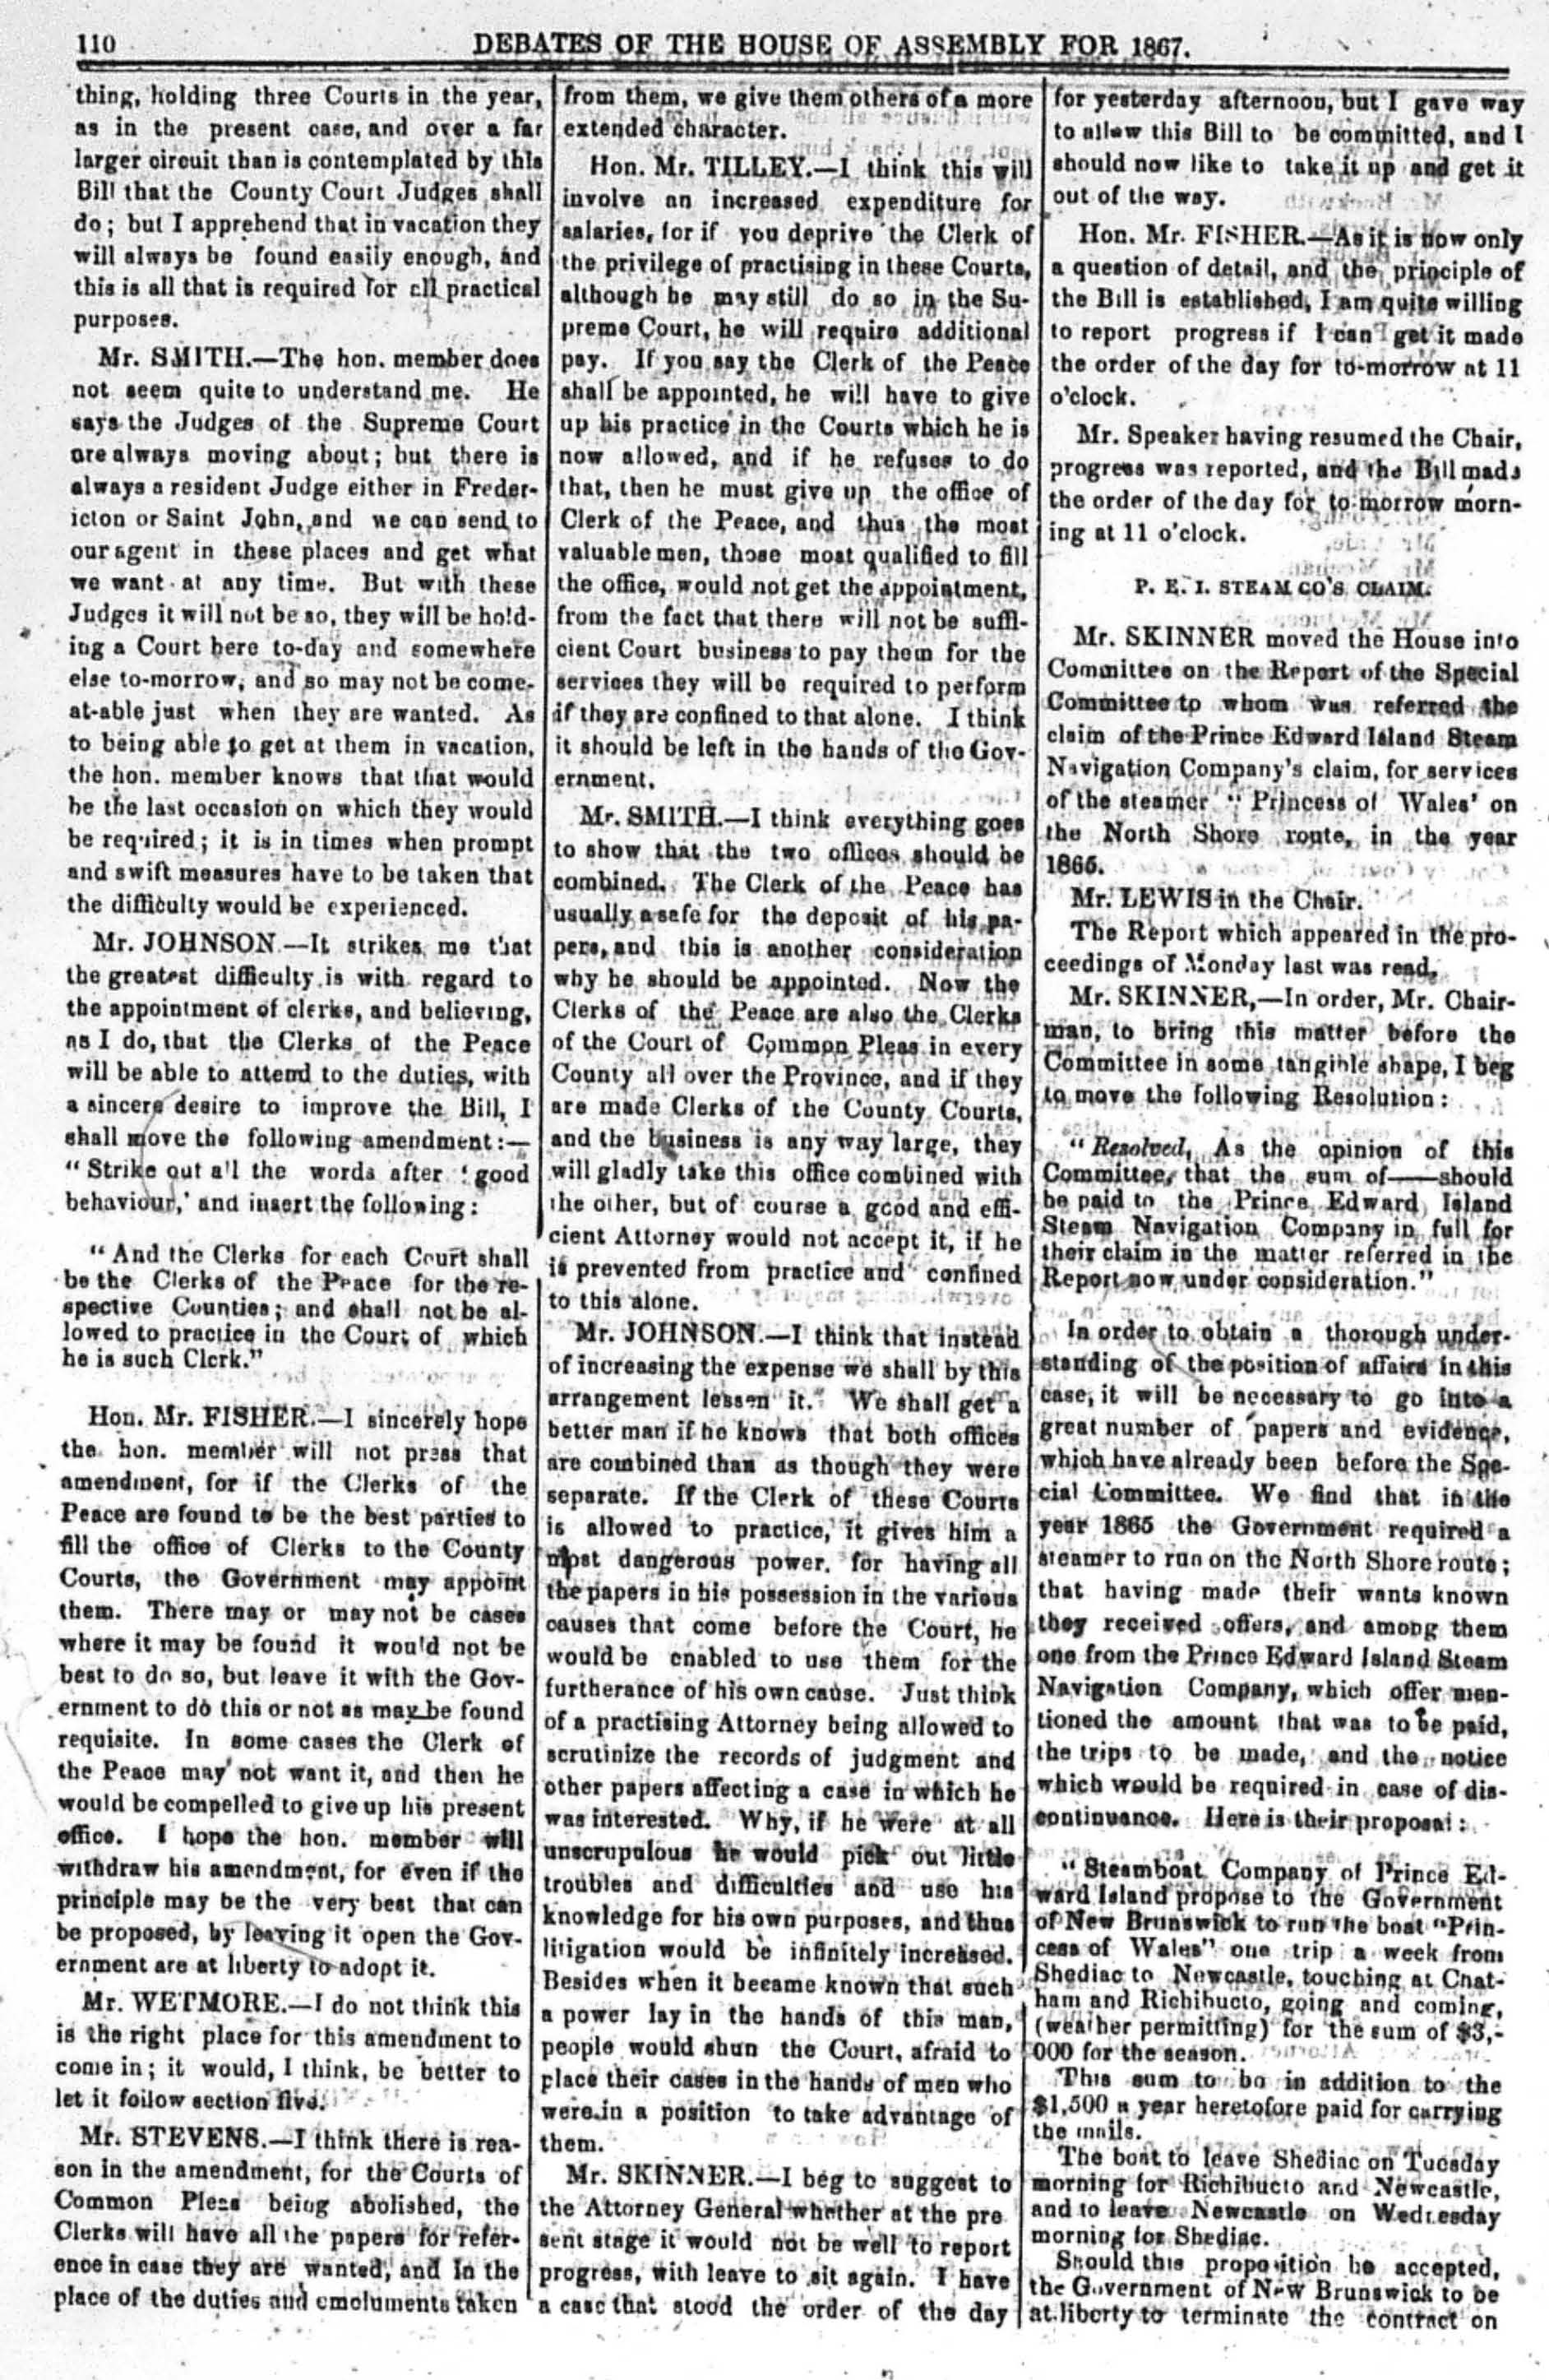 110
DEBATES OF THE HOUSE OF ASSEMBLY FOR 1867.
thing, holding three Courts in the year,
as in the present case, and over a far
larger circuit than is contemplated by this
Bill that the County Court Judges shall
do; but I apprehend that in vacation they
will always be found easily enough, and
this is all that is required for all practical
purposes.
Mr. SMITH.—The hon. member does
not seem quite to understand me. He
says the Judges of the Supreme Court
are always moving about; but there is
always a resident Judge either in Freder-
icton or Saint John, and we can send to
our agent in these places and get what
we want at any time. But with these
Judges it will not be so, they will be hold-
ing a Court here to-day and somewhere
else to-morrow, and so may not be come-
at-able just when they are wanted. As
to being able to get at them in vacation,
the hon. member knows that that would
be the last occasion on which they would
be required; it is in times when prompt
and swift measures have to be taken that
the difficulty would be experienced.
Mr. JOHNSON.—It strikes me that
the greatest difficulty is with regard to
the appointment of clerks, and believing,
as I do, that the Clerks of the Peace
will be able to attend to the duties, with
a sincere desire to improve the Bill, I
shall move the following amendment:—
"Strike out all the words after 'good
behaviour,' and insert the following:
"And the Clerks for each Court shall
be the Clerks of the Peace for the re-
spective Counties; and shall not be al-
lowed to practice in the Court of which
he is such Clerk."
Hon. Mr. FISHER.—I sincerely hope
the hon. member will not press that
amendment, for if the Clerks of the
Peace are found to be the best parties to
fill the office of Clerks to the County
Courts, the Government may appoint
them. There may or may not be cases
where it may be found it would not be
best to do so, but leave it with the Gov-
ernment to do this or not as may be found
requisite. In some cases the Clerk of
the Peace may not want it, and then he
would be compelled to give up his present
office. I hope the hon. member will
withdraw his amendment, for even if the
principle may be the very best that can
be proposed, by leaving it open the Gov-
ernment are at liberty to adopt it.
Mr. WETMORE.—I do not think this
is the right place for this amendment to
come in; it would, I think, be better to
let it follow section five.
Mr. STEVENS.—I think there is rea-
son in the amendment, for the Courts of
Common Pleas being abolished, the
Clerks will have all the papers for refer-
ence in case they are wanted, and in the
place of the duties and emoluments taken
from them, we give them others of a more
extended character.
Hon. Mr. TILLEY.—I think this will
involve an increased expenditure for
salaries, for if you deprive the Clerk of
the privilege of practising in these Courts,
although he may still do so in the Su-
preme Court, he will require additional
pay. If you say the Clerk of the Peace
shall be appointed, he will have to give
up his practice in the Courts which he is
now allowed, and if he refuses to do
that, then he must give up the office of
Clerk of the Peace, and thus the most
valuable men, those most qualified to fill
the office, would not get the appointment,
from the fact that there will not be suffi-
cient Court business to pay them for the
services they will be required to perform
if they are confined to that alone. I think
it should be left in the hands of the Gov-
ernment.
Mr. SMITH.—I think everything goes
to show that the two offices should be
combined. The Clerk of the Peace has
usually a safe for the deposit of his pa-
pers, and this is another consideration
why he should be appointed. Now the
Clerks of the Peace are also the Clerks
of the Court of Common Pleas in every
County all over the Province, and if they
are made Clerks of the County Courts,
and the business is any way large, they
will gladly take this office combined with
the other, but of course a good and effi-
cient Attorney would not accept it, if he
is prevented from practice and confined
to this alone.
Mr. JOHNSON.—I think that instead
of increasing the expense we shall by this
arrangement lessen it. We shall get a
better man if he knows that both offices
are combined than as though they were
separate. If the Clerk of these Courts
is allowed to practice, it gives him a
most dangerous power, for having all
the papers in his possession in the various
causes that come before the Court, he
would be enabled to use them for the
furtherance of his own cause. Just think
of a practising Attorney being allowed to
scrutinize the records of judgment and
other papers affecting a case in which he
was interested. Why, if he were at all
unscrupulous he would pick out little
troubles and difficulties and use his
knowledge for his own purposes, and thus
litigation would be infinitely increased.
Besides when it became known that such
a power lay in the hands of this man,
people would shun the Court, afraid to
place their cases in the hands of men who
were in a position to take advantage of
them.
Mr. SKINNER.—I beg to suggest to
the Attorney General whether at the pre
sent stage it would not be well to report
progress, with leave to sit again. I have
a case that stood the order of the day
for yesterday afternoon, but I gave way
to allow this Bill to be committed, and I
should now like to take it up and get it
out of the way.
Hon. Mr. FISHER.—As it is now only
a question of detail, and the principle of
the Bill is established, I am quite willing
to report progress if I can get it made
the order of the day for to-morrow at 11
o'clock.
Mr. Speaker having resumed the Chair,
progress was reported, and the Bill made
the order of the day for to-morrow morn-
ing at 11 o'clock.
P. E. I. STEAM CO'S CLAIM.
Mr. SKINNER moved the House into
Committee on the Report of the Special
Committee to whom was referred the
claim of the Prince Edward Island Steam
Navigation Company's claim, for services
of the steamer "Princess of Wales' on
the North Shore route, in the year
1865.
Mr. LEWIS in the Chair.
The Report which appeared in the pro-
ceedings of Monday last was read.
Mr. SKINNER,—In order, Mr. Chair-
man, to bring this matter before the
Committee in some tangible shape, I beg
to move the following Resolution:
"Resolved, As the opinion of this
Committee, that the sum of——should
be paid to the Prince Edward Island
Steam Navigation Company in full for
their claim in the matter referred in the
Report now under consideration."
In order to obtain a thorough under-
standing of the position of affairs in this
case, it will be necessary to go into a
great number of papers and evidence,
which have already been before the Spe-
cial Committee. We find that in the
year 1865 the Government required a
steamer to run on the North Shore route;
that having made their wants known
they received offers, and among them
one from the Prince Edward Island Steam
Navigation Company, which offer men-
tioned the amount that was to be paid,
the trips to be made, and the notice
which would be required in case of dis-
continuance. Here is their proposal:
"Steamboat Company of Prince Ed-
ward Island propose to the Government
of New Brunswick to run the boat "Prin-
cess of Wales" one trip a week from
Shediac to Newcastle, touching at Chat-
ham and Richibucto, going and coming,
(weather permitting) for the sum of $3,-
000 for the season.
This sum to be in addition to the
$1,500 a year heretofore paid for carrying
the mails.
The boat to leave Shediac on Tuesday
morning for Richibucto and Newcastle,
and to leave Newcastle on Wednesday
morning for Shediac.
Should this proposition be accepted,
the Government of New Brunswick to be
at liberty to terminate the contract on